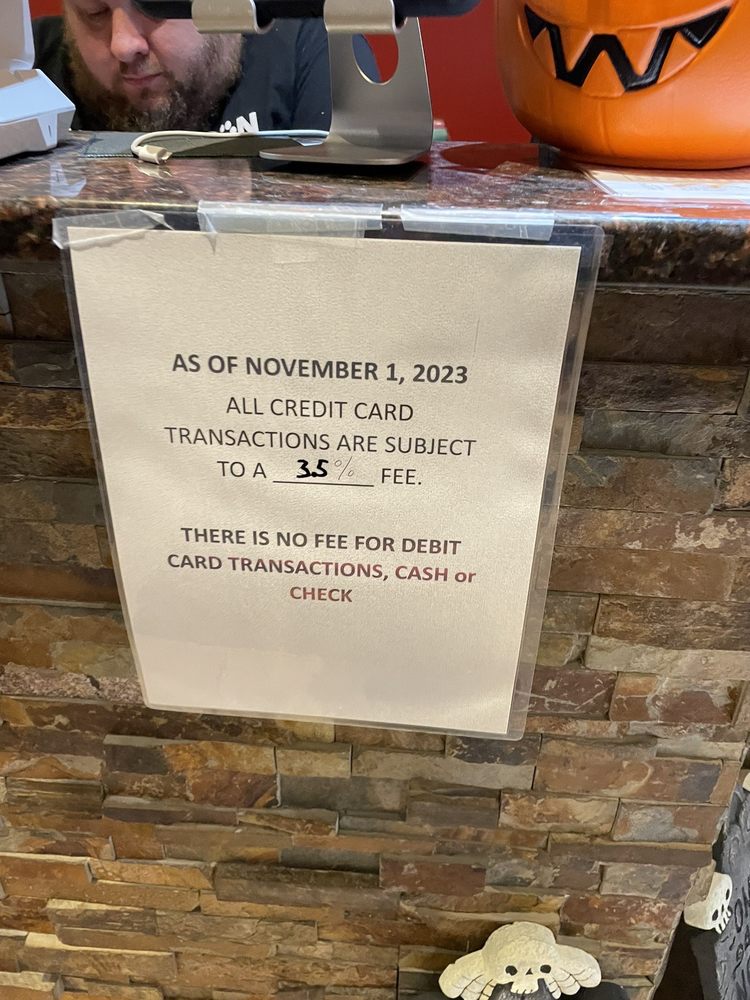 AS OF NOVEMBER 1, 2023
ALL CREDIT CARD
TRANSACTIONS ARE SUBJECT
TO A 3.5% FEE.
THERE IS NO FEE FOR DEBIT
CARD TRANSACTIONS, CASH or
CHECK